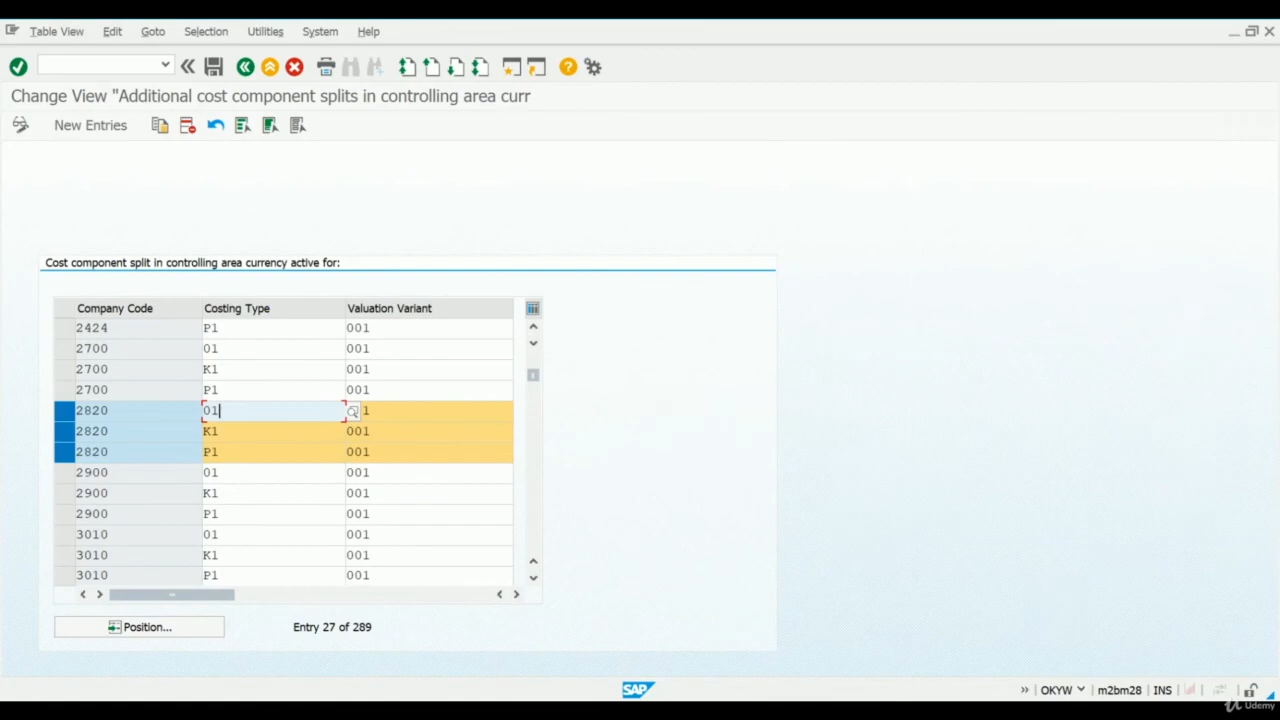 Table View Edit Goto Selection Utilities System Help
Change View "Additional cost component splits in controlling area curr
New Entries
Cost component split in controlling area currency active for:
Company Code Costing Type Valuation Variant
2424 P1 001
2700 01 001
2700 K1 001
2700 P1 001
2820 01 1
2820 K1 001
2820 P1 001
2900 01 001
2900 K1 001
2900 P1 001
3010 01 001
3010 K1 001
3010 P1 001
Position... Entry 27 of 289
SAP OKYW m2bm28 INS
Udemy